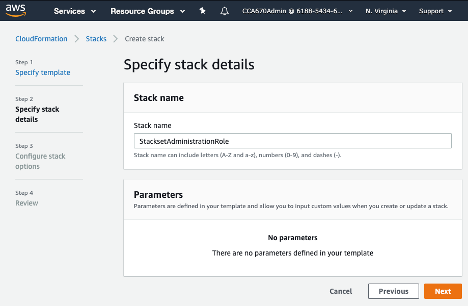 aws
Services
Resource Groups
CCA670Admin @ 6188-5434-6...
N. Virginia
Support
CloudFormation
Stacks
Create stack
Step 1
Specify template
Step 2
Specify stack
details
Step 3
Configure stack
options
Step 4
Review
Specify stack details
Stack name
Stack name
StacksetAdministrationRole
Stack name can include letters (A-Z and a-z), numbers (0-9), and dashes (-).
Parameters
Parameters are defined in your template and allow you to input custom values when you create or update a stack.
No parameters
There are no parameters defined in your template
Cancel
Previous
Next